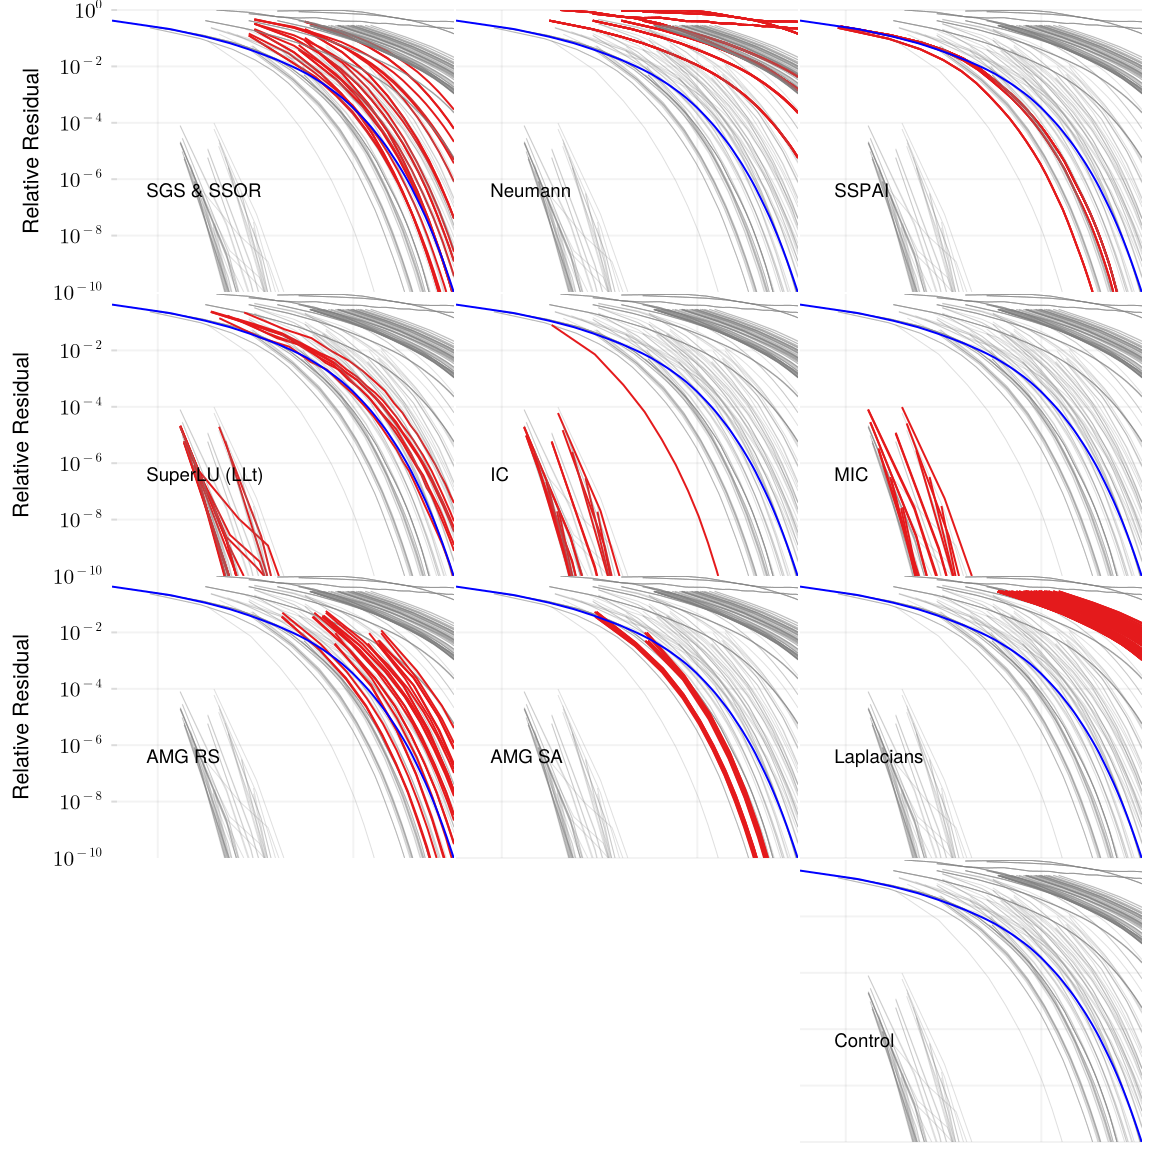 10^0
10^−2
10^−4
10^−6
10^−8
10^−10
Relative Residual
SGS & SSOR
Neumann
SSPAI
10^−2
10^−4
10^−6
10^−8
10^−10
Relative Residual
SuperLU (LLt)
IC
MIC
10^−2
10^−4
10^−6
10^−8
10^−10
Relative Residual
AMG RS
AMG SA
Laplacians
Control